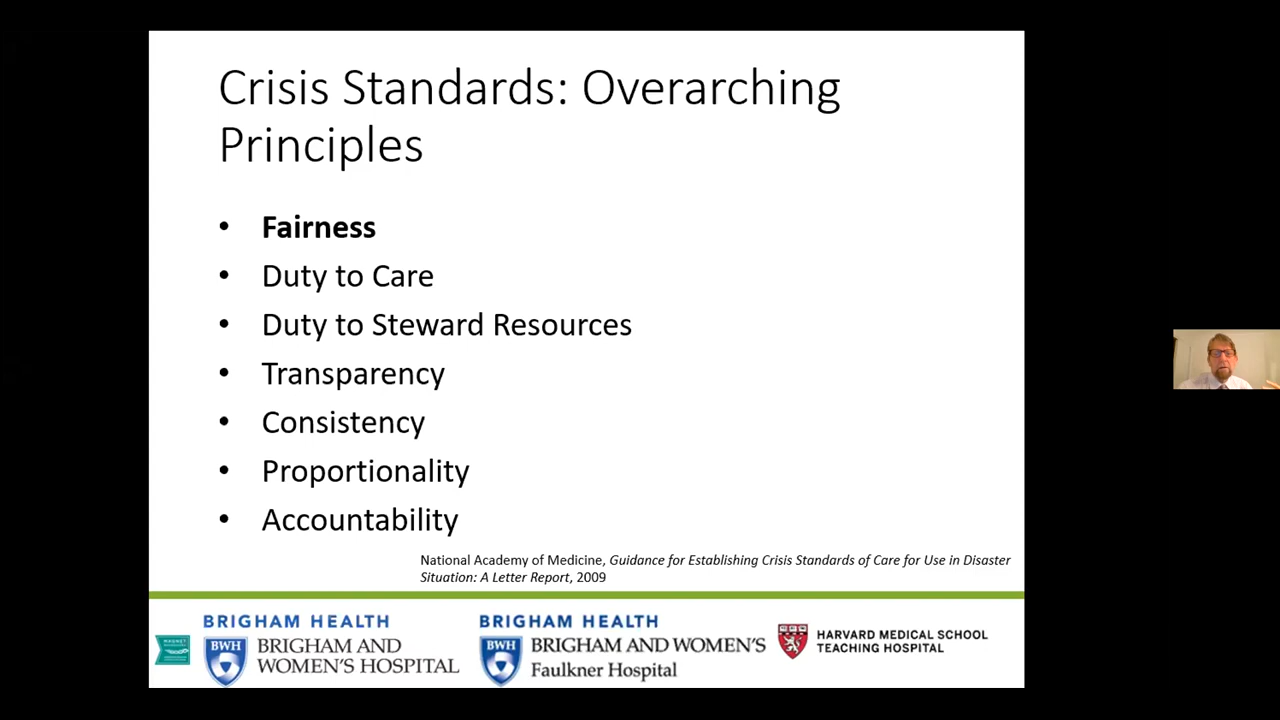 Crisis Standards: Overarching
Principles
• Fairness
• Duty to Care
• Duty to Steward Resources
• Transparency
• Consistency
• Proportionality
• Accountability
National Academy of Medicine, Guidance for Establishing Crisis Standards of Care for Use in Disaster
Situation: A Letter Report, 2009
MAGNET
BRIGHAM HEALTH
BWH
BRIGHAM AND
WOMEN'S HOSPITAL
BRIGHAM HEALTH
BWH
BRIGHAM AND WOMEN'S
Faulkner Hospital
HARVARD MEDICAL SCHOOL
TEACHING HOSPITAL